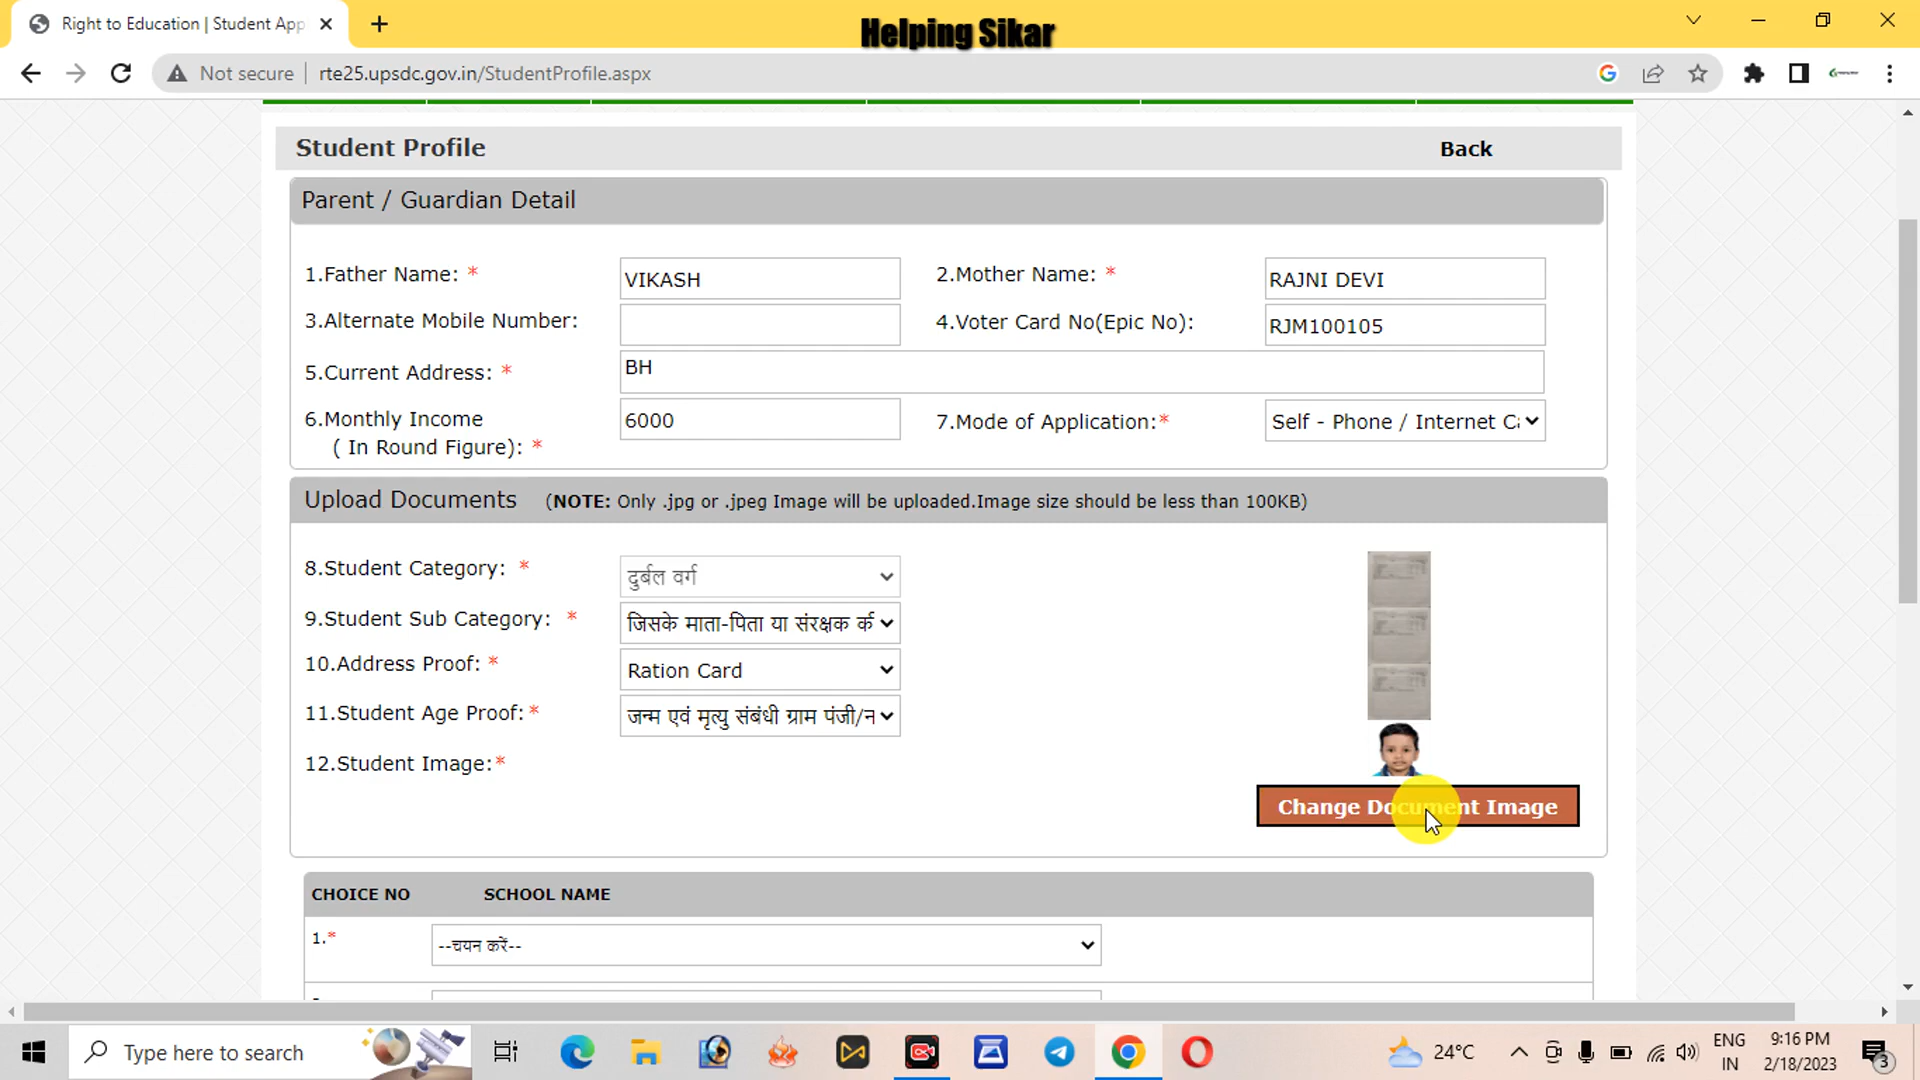 Right to Education | Student App
Helping Sikar
Not secure
rte25.upsdc.gov.in/StudentProfile.aspx
Student Profile
Back
Parent / Guardian Detail
1.Father Name: * VIKASH
2.Mother Name: * RAJNI DEVI
3.Alternate Mobile Number:
4.Voter Card No(Epic No): RJM100105
5.Current Address: * BH
6.Monthly Income
( In Round Figure): * 6000
7.Mode of Application:* Self - Phone / Internet Ca
Upload Documents (NOTE: Only .jpg or .jpeg Image will be uploaded.Image size should be less than 100KB)
8.Student Category: * दुर्बल वर्ग
9.Student Sub Category: * जिसके माता-पिता या संरक्षक की
10.Address Proof: * Ration Card
11.Student Age Proof:* जन्म एवं मृत्यु संबंधी ग्राम पंजी/न
12.Student Image:*
Change Document Image
CHOICE NO SCHOOL NAME
1.* --चयन करें--
Type here to search
24°C
ENG
IN
9:16 PM
2/18/2023
3